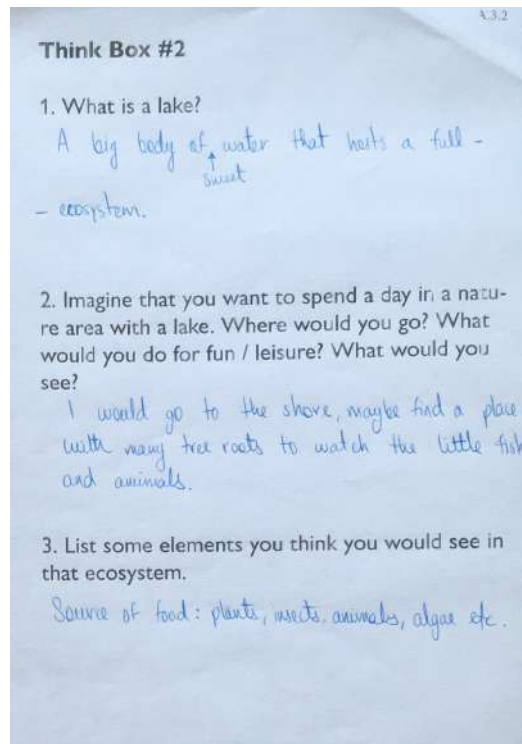 A.3.2
Think Box #2
1. What is a lake?
A big body of water that hosts a full -
sweet
- ecosystem.
2. Imagine that you want to spend a day in a natu-
re area with a lake. Where would you go? What
would you do for fun / leisure? What would you
see?
I would go to the shore, maybe find a place
with many tree roots to watch the little fish
and animals.
3. List some elements you think you would see in
that ecosystem.
Source of food: plants, insects, animals, algae etc.